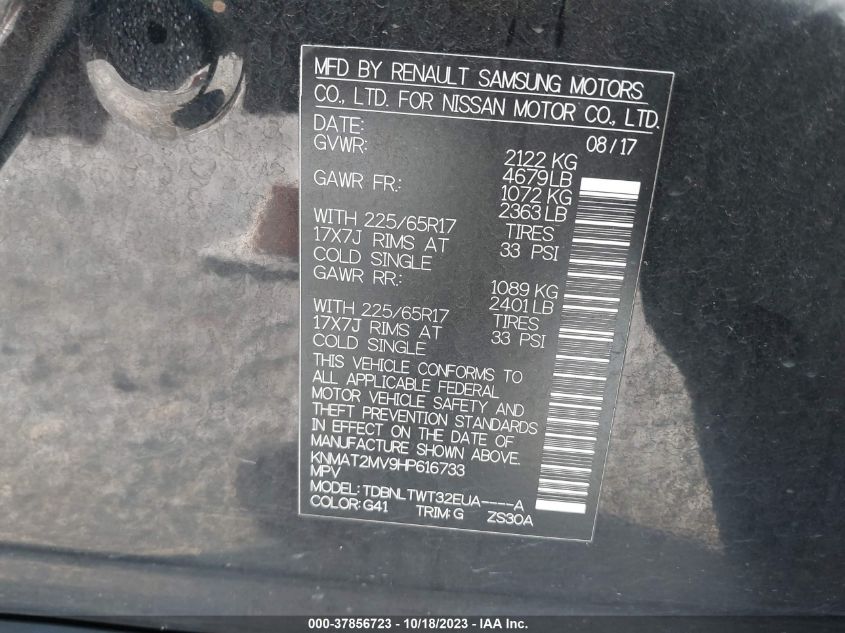 MFD BY RENAULT SAMSUNG MOTORS
CO., LTD. FOR NISSAN MOTOR CO., LTD.
DATE: 08/17
GVWR: 2122 KG
4679 LB
GAWR FR.: 1072 KG
2363 LB
WITH 225/65R17 TIRES
17X7J RIMS AT 33 PSI
COLD SINGLE
GAWR RR.: 1089 KG
2401 LB
WITH 225/65R17 TIRES
17X7J RIMS AT 33 PSI
COLD SINGLE
THIS VEHICLE CONFORMS TO
ALL APPLICABLE FEDERAL
MOTOR VEHICLE SAFETY AND
THEFT PREVENTION STANDARDS
IN EFFECT ON THE DATE OF
MANUFACTURE SHOWN ABOVE.
KNMAT2MV9HP616733
MPV
MODEL: TDBNLTWT32EUA----A
COLOR: G41 TRIM: G ZS30A
000-37856723 - 10/18/2023 - IAA Inc.